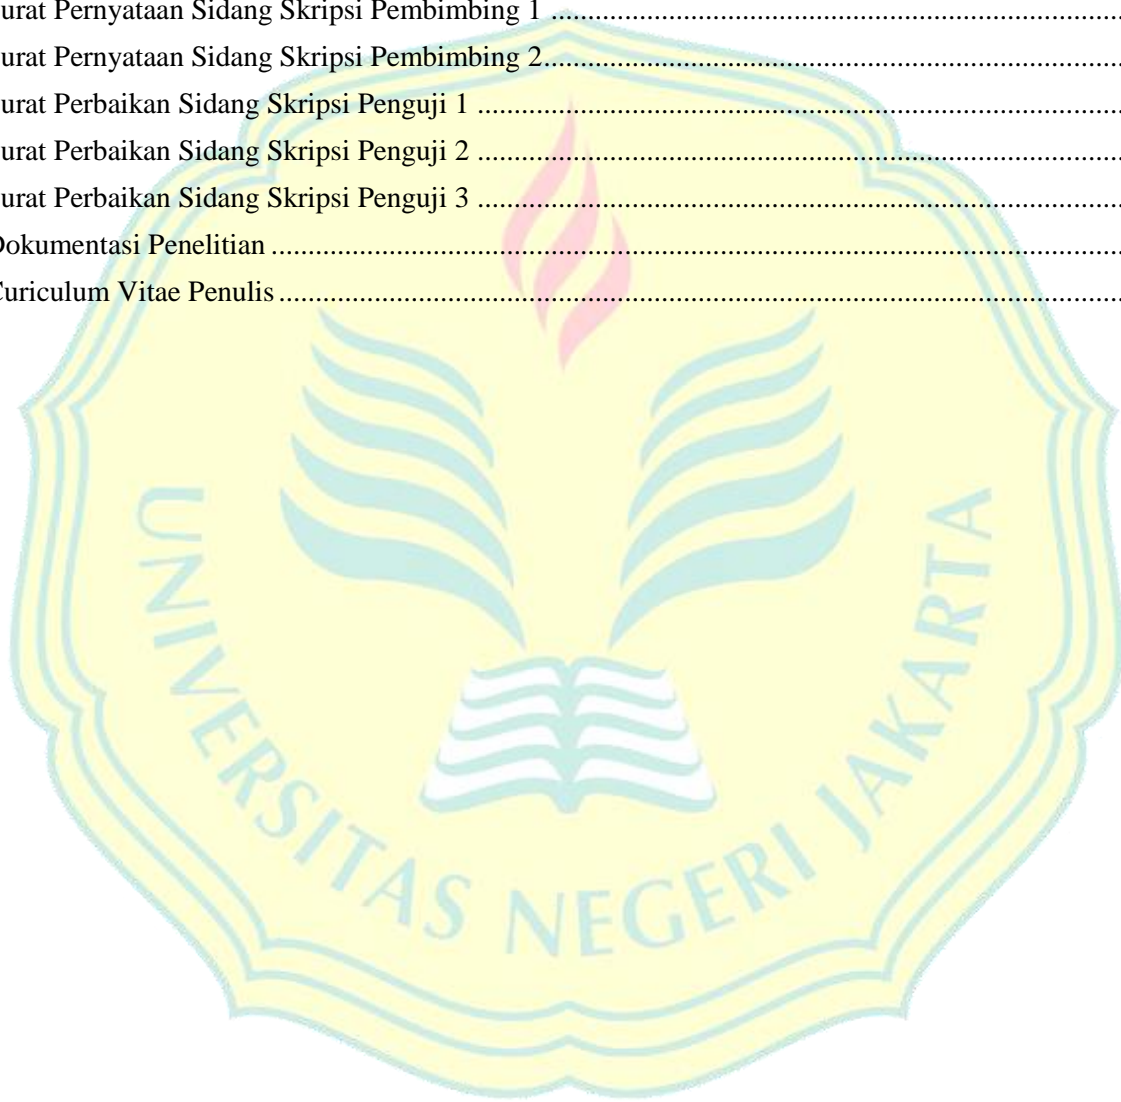 urat Pernyataan Sidang Skripsi Pembimbing 1 ........................................................................
urat Pernyataan Sidang Skripsi Pembimbing 2........................................................................
urat Perbaikan Sidang Skripsi Penguji 1 ................................................................................
urat Perbaikan Sidang Skripsi Penguji 2 ................................................................................
urat Perbaikan Sidang Skripsi Penguji 3 ................................................................................
Dokumentasi Penelitian ...........................................................................................................
Curiculum Vitae Penulis ..........................................................................................................
UNIVERSITAS NEGERI JAKARTA